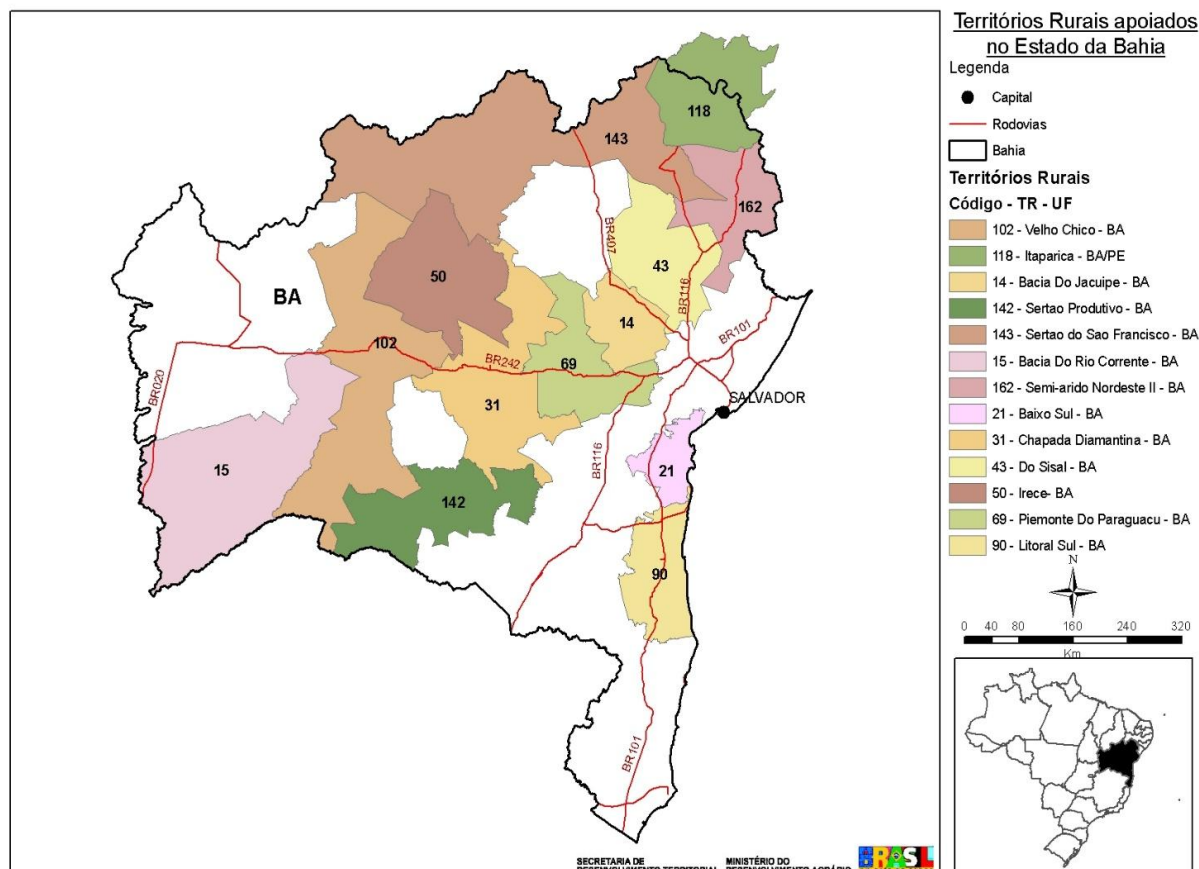 Territórios Rurais apoiados
no Estado da Bahia
Legenda
Capital
Rodovias
Bahia
Territórios Rurais
Código - TR - UF
102 - Velho Chico - BA
118 - Itaparica - BA/PE
14 - Bacia Do Jacuipe - BA
142 - Sertao Produtivo - BA
143 - Sertao do Sao Francisco - BA
15 - Bacia Do Rio Corrente - BA
162 - Semi-arido Nordeste II - BA
21 - Baixo Sul - BA
31 - Chapada Diamantina - BA
43 - Do Sisal - BA
50 - Irece- BA
69 - Piemonte Do Paraguacu - BA
90 - Litoral Sul - BA
N
0 40 80 160 240 320
Km
118
143
162
BR407
43
50
BA
BR116
14
BR101
102
BR242
69
BR020
SALVADOR
31
15
BR116
21
142
90
BR101
SECRETARIA DE
DESENVOLVIMENTO TERRITORIAL
MINISTÉRIO DO
DESENVOLVIMENTO AGRÁRIO
BRASIL